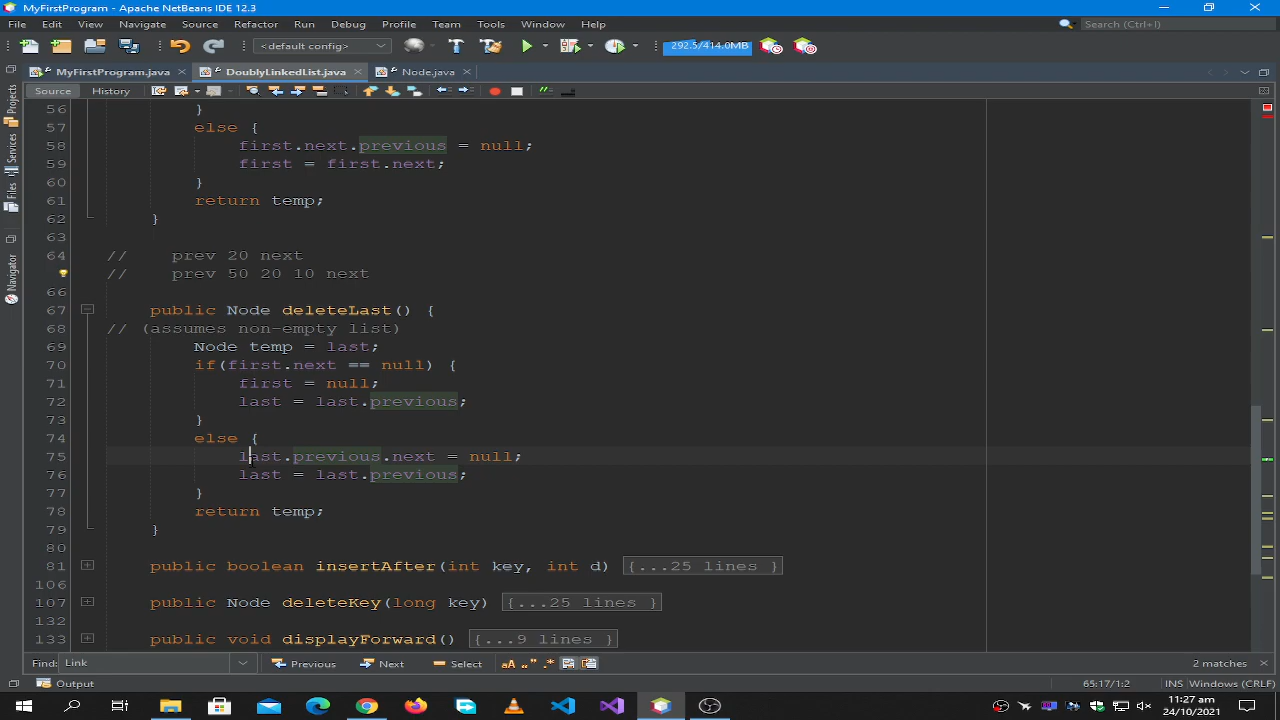 MyFirstProgram - Apache NetBeans IDE 12.3
File Edit View Navigate Source Refactor Run Debug Profile Team Tools Window Help
Search (Ctrl+I)
<default config>
292.5/414.0MB
MyFirstProgram.java
DoublyLinkedList.java
Node.java
Source
History
Projects
Services
Files
Navigator
56 }
57 else {
58 first.next.previous = null;
59 first = first.next;
60 }
61 return temp;
62 }
63
64 // prev 20 next
// prev 50 20 10 next
66
67 public Node deleteLast() {
68 // (assumes non-empty list)
69 Node temp = last;
70 if(first.next == null) {
71 first = null;
72 last = last.previous;
73 }
74 else {
75 last.previous.next = null;
76 last = last.previous;
77 }
78 return temp;
79 }
80
81 public boolean insertAfter(int key, int d) {...25 lines }
106
107 public Node deleteKey(long key) {...25 lines }
132
133 public void displayForward() {...9 lines }
Find: Link
Previous
Next
Select
2 matches
Output
65:17/1:2
INS
Windows (CRLF)
11:27 am
24/10/2021